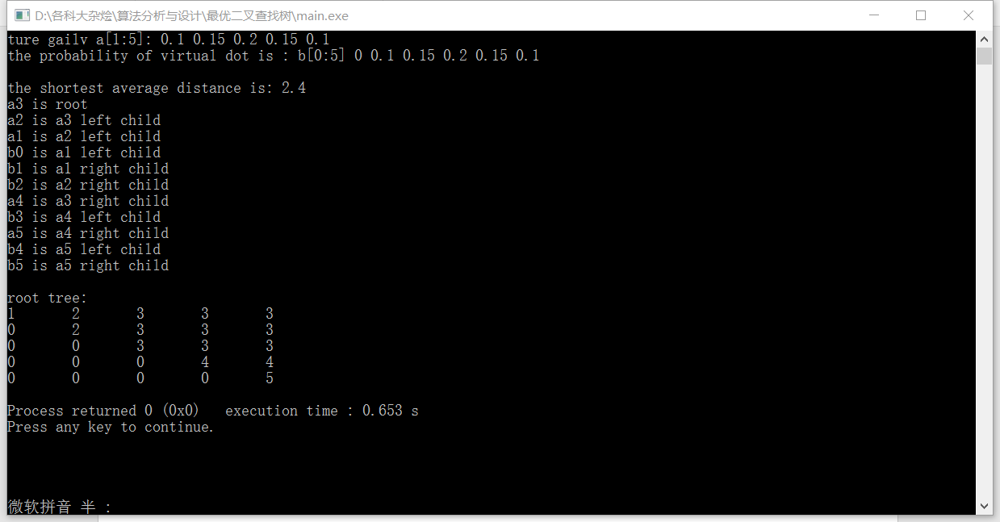 D:\各科大杂烩\算法分析与设计\最优二叉查找树\main.exe
ture gailv a[1:5]: 0.1 0.15 0.2 0.15 0.1
the probability of virtual dot is : b[0:5] 0 0.1 0.15 0.2 0.15 0.1
the shortest average distance is: 2.4
a3 is root
a2 is a3 left child
a1 is a2 left child
b0 is a1 left child
b1 is a1 right child
b2 is a2 right child
a4 is a3 right child
b3 is a4 left child
a5 is a4 right child
b4 is a5 left child
b5 is a5 right child
root tree:
1 2 3 3 3
0 2 3 3 3
0 0 3 3 3
0 0 0 4 4
0 0 0 0 5
Process returned 0 (0x0) execution time : 0.653 s
Press any key to continue.
微软拼音 半 :